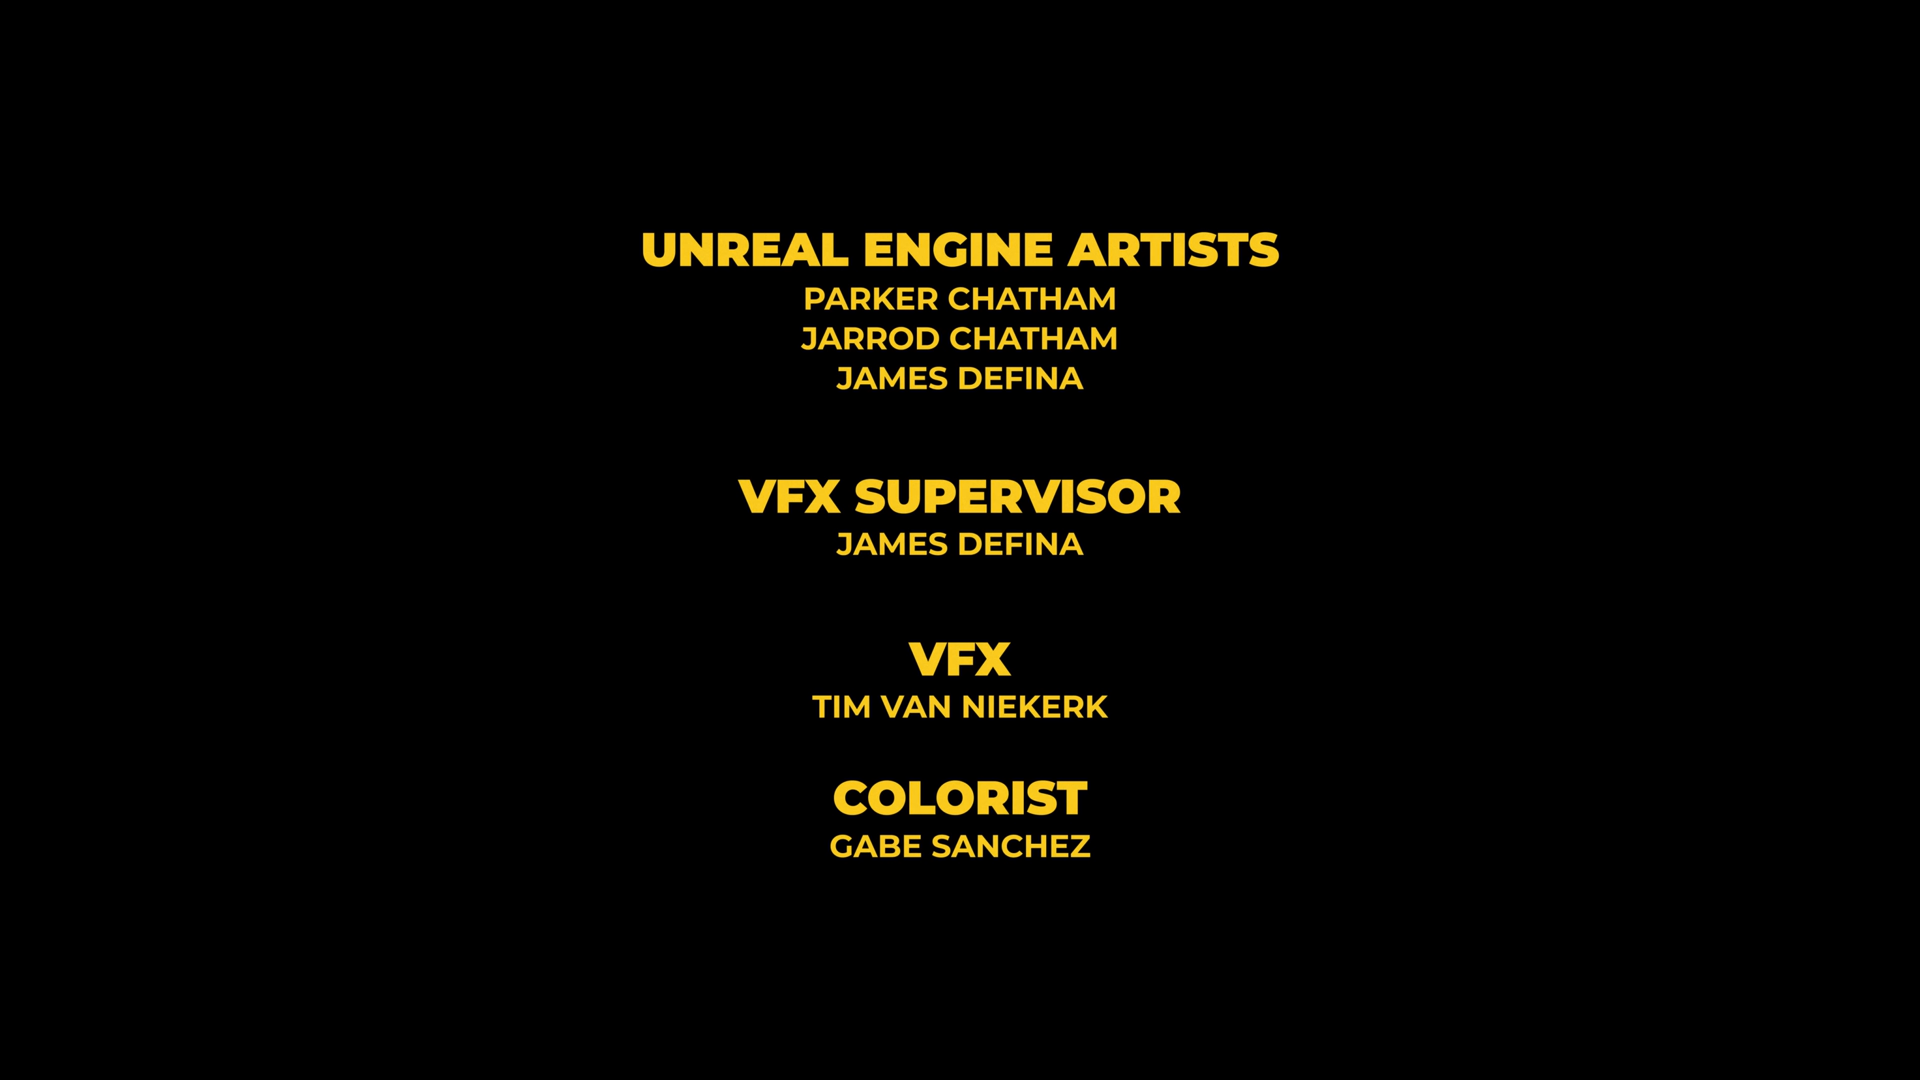 UNREAL ENGINE ARTISTS
PARKER CHATHAM
JARROD CHATHAM
JAMES DEFINA
VFX SUPERVISOR
JAMES DEFINA
VFX
TIM VAN NIEKERK
COLORIST
GABE SANCHEZ